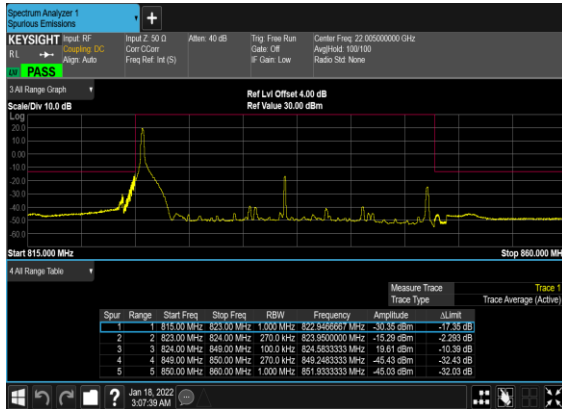 Spectrum Analyzer 1
Spurious Emissions
KEYSIGHT Input: RF Input Z: 50 Ω Atten: 40 dB Trig: Free Run Center Freq: 22.005000000 GHz
RL Coupling: DC Corr CCorr Gate: Off Avg|Hold: 100/100
Align: Auto Freq Ref: Int (S) IF Gain: Low Radio Std: None
PASS
3 All Range Graph
Ref Lvl Offset 4.00 dB
Scale/Div 10.0 dB Ref Value 30.00 dBm
Log
20.0
10.0
0.00
-10.0
-20.0
-30.0
-40.0
-50.0
-60.0
Start 815.000 MHz Stop 860.000 MH
4 All Range Table
Measure Trace Trace 1
Trace Type Trace Average (Active)
Spur Range Start Freq Stop Freq RBW Frequency Amplitude ΔLimit
1 1 815.00 MHz 823.00 MHz 1.000 MHz 822.9466667 MHz -30.35 dBm -17.35 dB
2 2 823.00 MHz 824.00 MHz 270.0 kHz 823.9500000 MHz -15.29 dBm -2.293 dB
3 3 824.00 MHz 849.00 MHz 100.0 kHz 824.5833333 MHz 19.61 dBm -10.39 dB
4 4 849.00 MHz 850.00 MHz 270.0 kHz 849.2483333 MHz -45.43 dBm -32.43 dB
5 5 850.00 MHz 860.00 MHz 1.000 MHz 851.9333333 MHz -45.03 dBm -32.03 dB
? Jan 18, 2022
3:07:39 AM